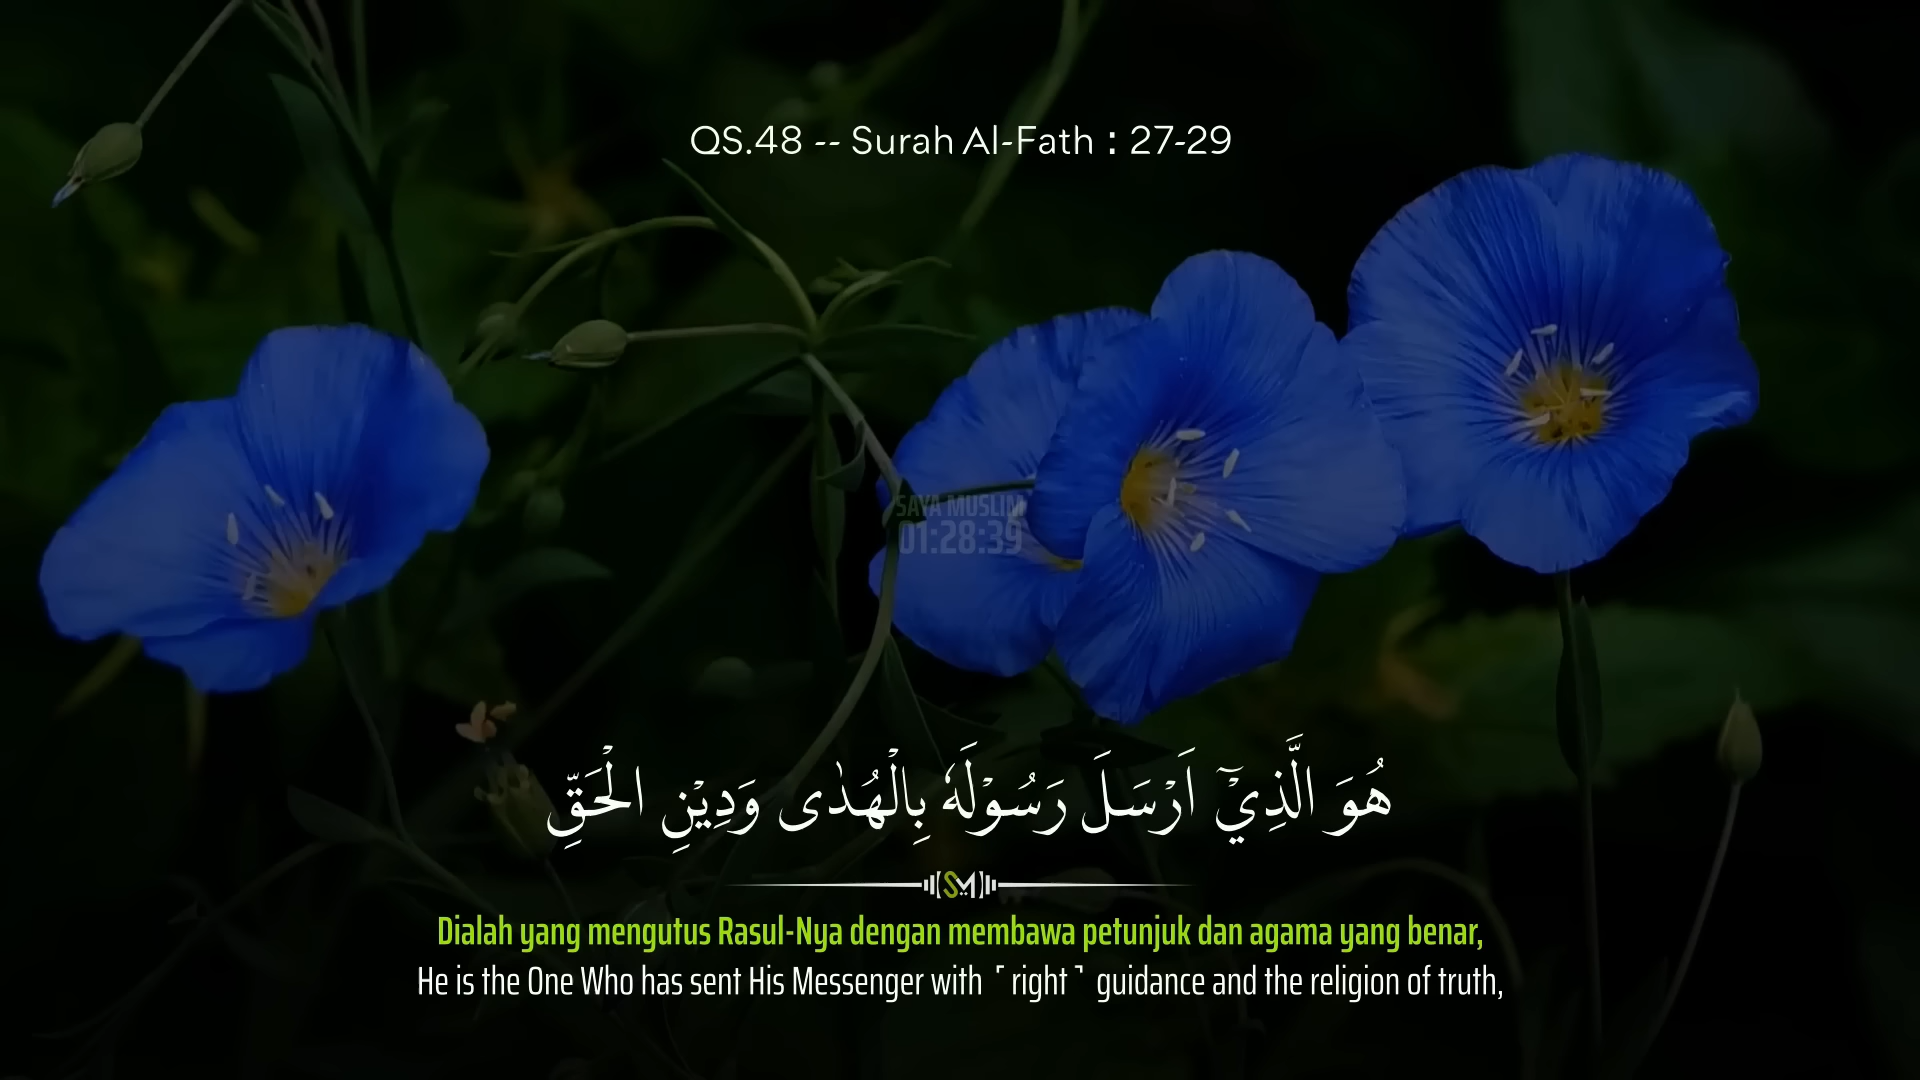 QS.48 -- Surah Al-Fath : 27-29
SAYA MUSLIM
01:28:39
هُوَ الَّذِيْٓ اَرْسَلَ رَسُوْلَهٗ بِالْهُدٰى وَدِيْنِ الْحَقِّ
SM
Dialah yang mengutus Rasul-Nya dengan membawa petunjuk dan agama yang benar,
He is the One Who has sent His Messenger with ˹right˺ guidance and the religion of truth,